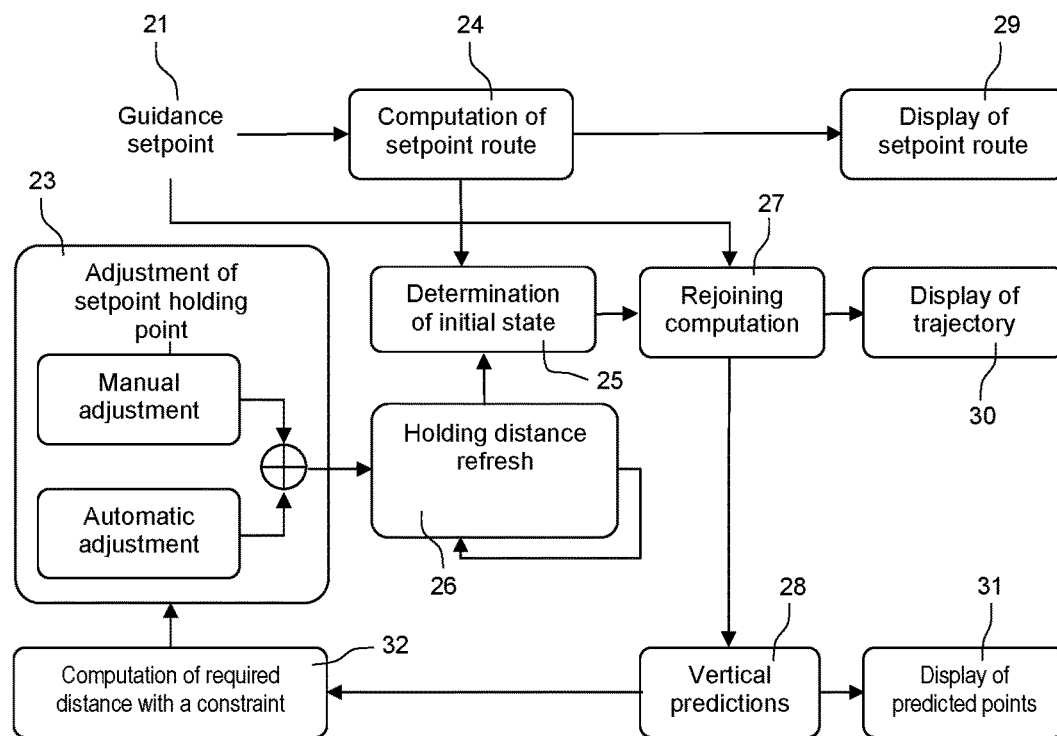 21
24
29
Guidance
setpoint
Computation of
setpoint route
Display of
setpoint route
23
27
Adjustment of
setpoint holding
point
Determination
of initial state
Rejoining
computation
Display of
trajectory
25
30
Manual
adjustment
Holding distance
refresh
Automatic
adjustment
26
28
31
32
Computation of required
distance with a constraint
Vertical
predictions
Display of
predicted points